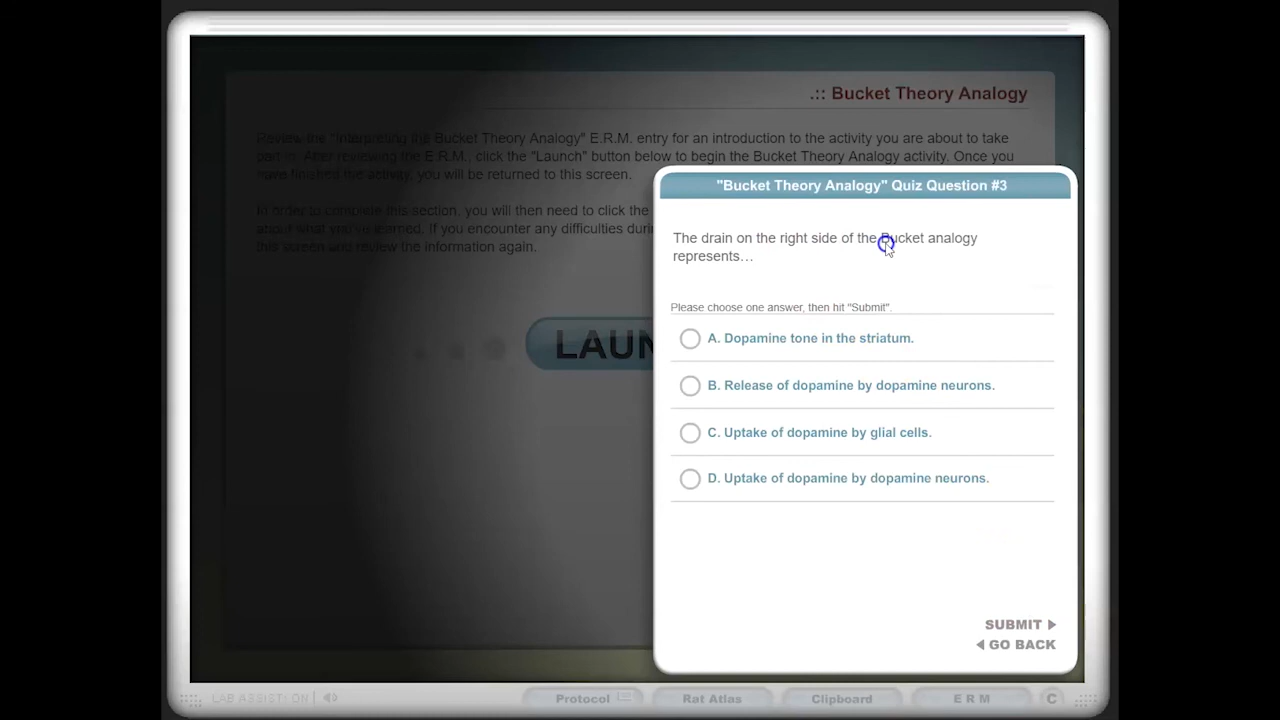 .:: Bucket Theory Analogy
Review the "Interpreting the Bucket Theory Analogy" E.R.M. entry for an introduction to the activity you are about to take
part in. After reviewing the E.R.M., click the "Launch" button below to begin the Bucket Theory Analogy activity. Once you
have finished the activity, you will be returned to this screen.
In order to complete this section, you will then need to click the
about what you've learned. If you encounter any difficulties
this screen and review the information again.
LAUN
"Bucket Theory Analogy" Quiz Question #3
The drain on the right side of the Bucket analogy
represents…
Please choose one answer, then hit "Submit".
A. Dopamine tone in the striatum.
B. Release of dopamine by dopamine neurons.
C. Uptake of dopamine by glial cells.
D. Uptake of dopamine by dopamine neurons.
SUBMIT
GO BACK
LAB ASSIST: ON Protocol Rat Atlas Clipboard E R M C